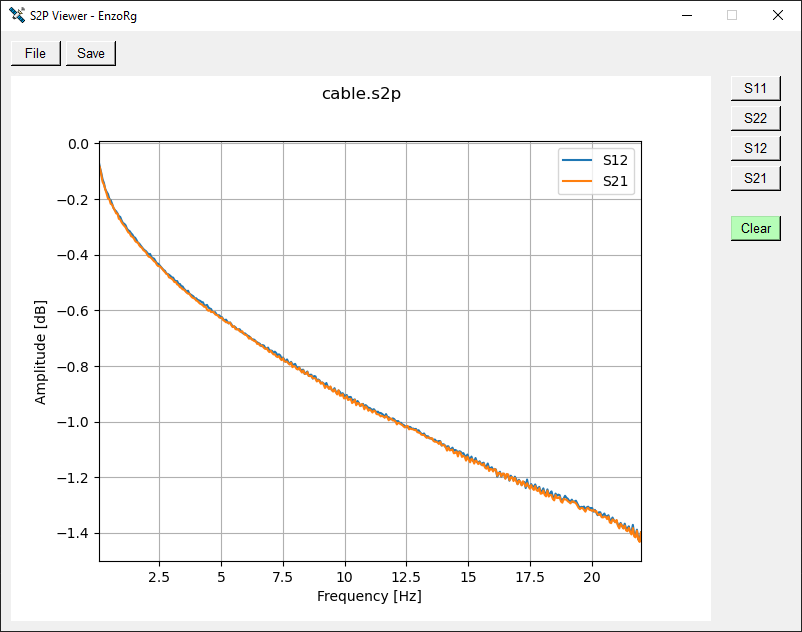 S2P Viewer - EnzoRg
File Save
cable.s2p
S11
S22
S12
S21
Clear
S12
S21
0.0
−0.2
−0.4
−0.6
−0.8
−1.0
−1.2
−1.4
Amplitude [dB]
2.5 5 7.5 10 12.5 15 17.5 20
Frequency [Hz]